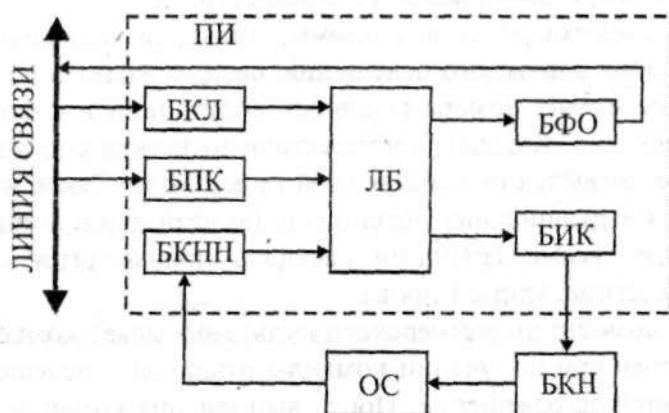 ПИ
ЛИНИЯ СВЯЗИ
БКЛ
БФО
БПК
ЛБ
БКНН
БИК
ОС
БКН